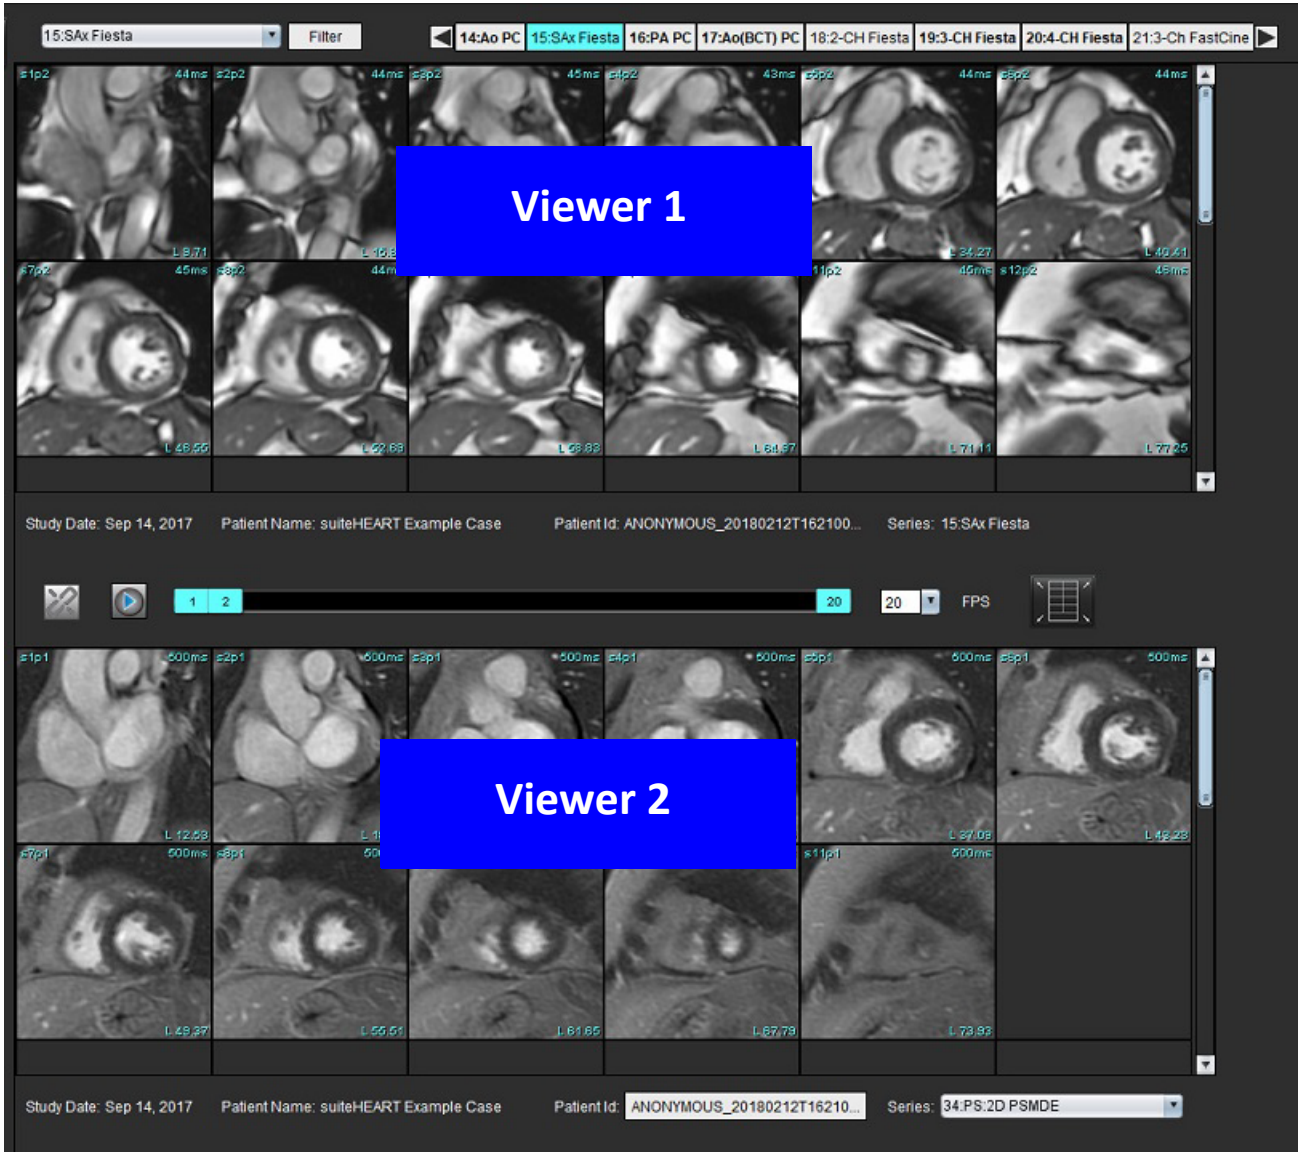 15:SAx Fiesta Filter 14:Ao PC 15:SAx Fiesta 16:PA PC 17:Ao(BCT) PC 18:2-CH Fiesta 19:3-CH Fiesta 20:4-CH Fiesta 21:3-Ch FastCine
s1p2 44ms s2p2 44ms s3p2 45ms s4p2 43ms s5p2 44ms s6p2 44ms
Viewer 1
L 9.71 L 34.27 L 40.41
s7p2 45ms s8p2 11p2 45ms s12p2 45ms
L 46.55 L 52.69 L 58.83 L 64.97 L 71.11 L 77.25
Study Date: Sep 14, 2017 Patient Name: suiteHEART Example Case Patient Id: ANONYMOUS_20180212T162100... Series: 15:SAx Fiesta
1 2 20 20 FPS
s1p1 500ms s2p1 500ms s3p1 500ms s4p1 500ms s5p1 500ms s6p1 500ms
Viewer 2
L 12.53 L 37.09 L 43.23
s7p1 500ms s8p1 s11p1 500ms
L 49.37 L 55.51 L 61.65 L 67.79 L 73.93
Study Date: Sep 14, 2017 Patient Name: suiteHEART Example Case Patient Id: ANONYMOUS_20180212T16210... Series: 34:PS:2D PSMDE